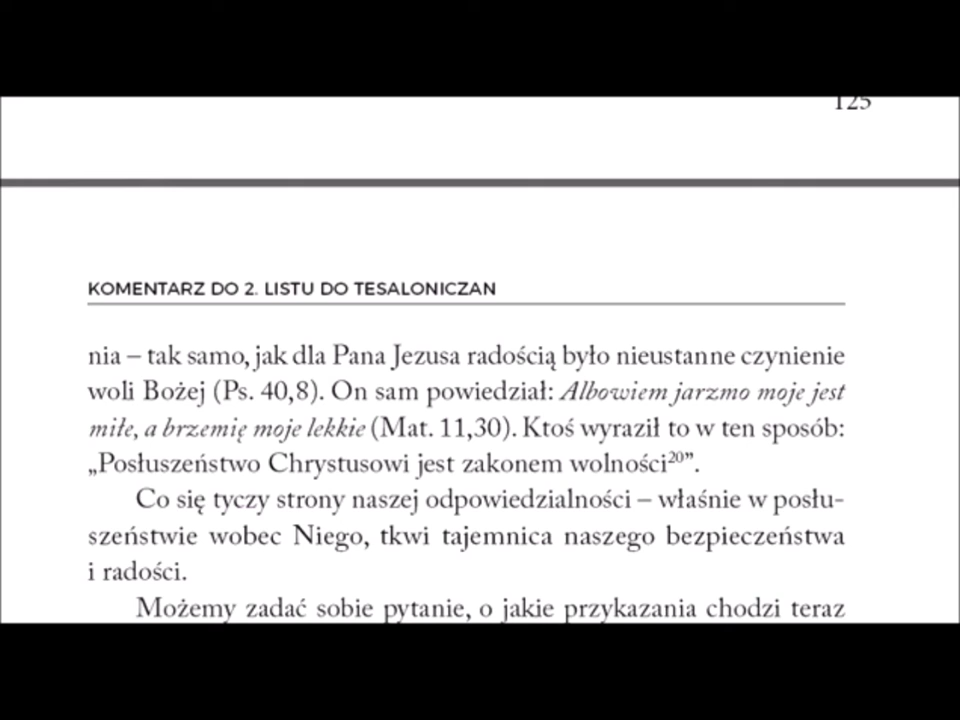 125
KOMENTARZ DO 2. LISTU DO TESALONICZAN
nia – tak samo, jak dla Pana Jezusa radością było nieustanne czynienie
woli Bożej (Ps. 40,8). On sam powiedział: Albowiem jarzmo moje jest
miłe, a brzemię moje lekkie (Mat. 11,30). Ktoś wyraził to w ten sposób:
„Posłuszeństwo Chrystusowi jest zakonem wolności²⁰”.
Co się tyczy strony naszej odpowiedzialności – właśnie w posłu-
szeństwie wobec Niego, tkwi tajemnica naszego bezpieczeństwa
i radości.
Możemy zadać sobie pytanie, o jakie przykazania chodzi teraz